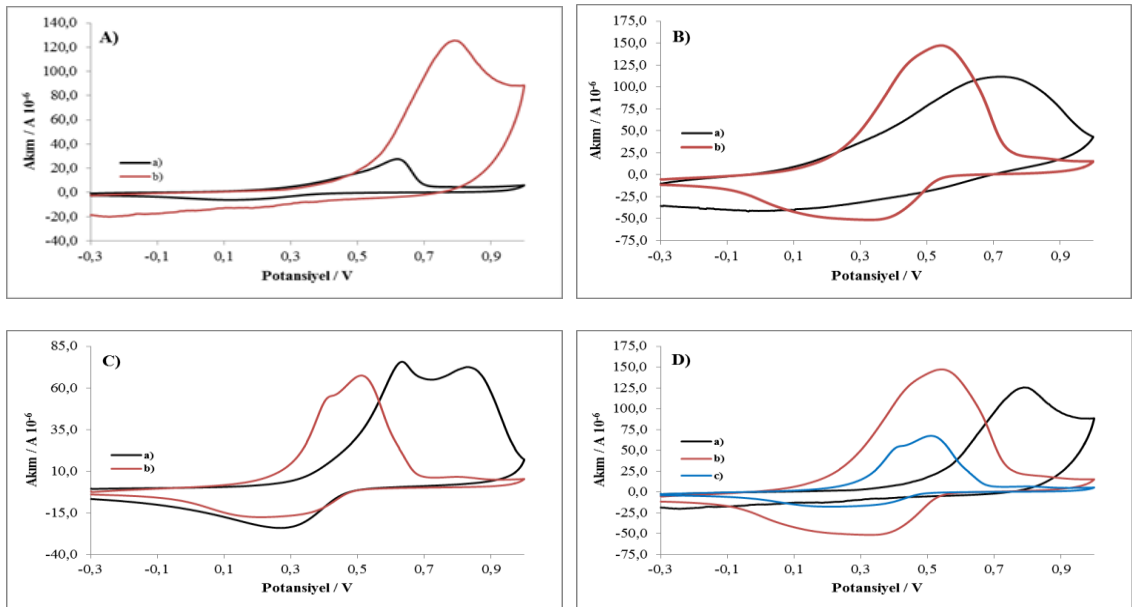 A)
140,0
120,0
100,0
80,0
60,0
40,0
20,0
0,0
-20,0
-40,0
Akım / A 10⁻⁶
a)
b)
-0,3 -0,1 0,1 0,3 0,5 0,7 0,9
Potansiyel / V
B)
175,0
150,0
125,0
100,0
75,0
50,0
25,0
0,0
-25,0
-50,0
-75,0
Akım / A 10⁻⁶
a)
b)
-0,3 -0,1 0,1 0,3 0,5 0,7 0,9
Potansiyel / V
C)
85,0
60,0
35,0
10,0
-15,0
-40,0
Akım / A 10⁻⁶
a)
b)
-0,3 -0,1 0,1 0,3 0,5 0,7 0,9
Potansiyel / V
D)
175,0
150,0
125,0
100,0
75,0
50,0
25,0
0,0
-25,0
-50,0
-75,0
Akım / A 10⁻⁶
a)
b)
c)
-0,3 -0,1 0,1 0,3 0,5 0,7 0,9
Potansiyel / V